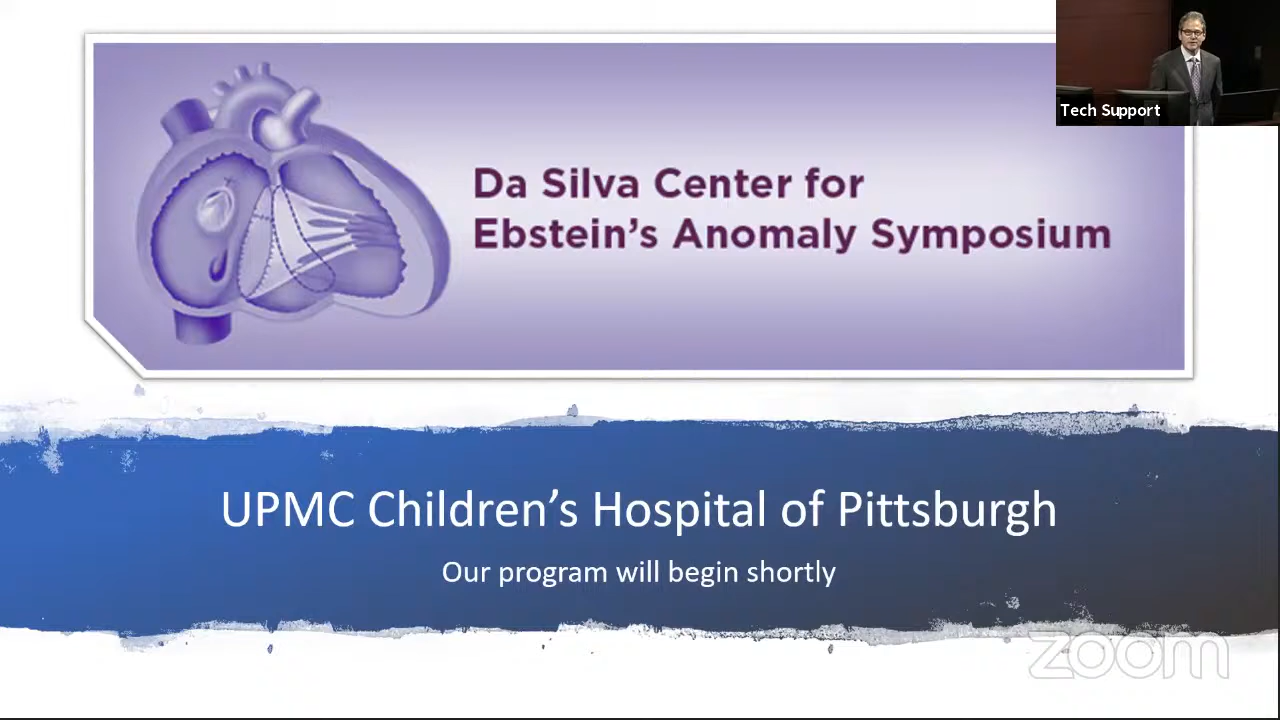 Tech Support
Da Silva Center for
Ebstein’s Anomaly Symposium
UPMC Children’s Hospital of Pittsburgh
Our program will begin shortly
zoom